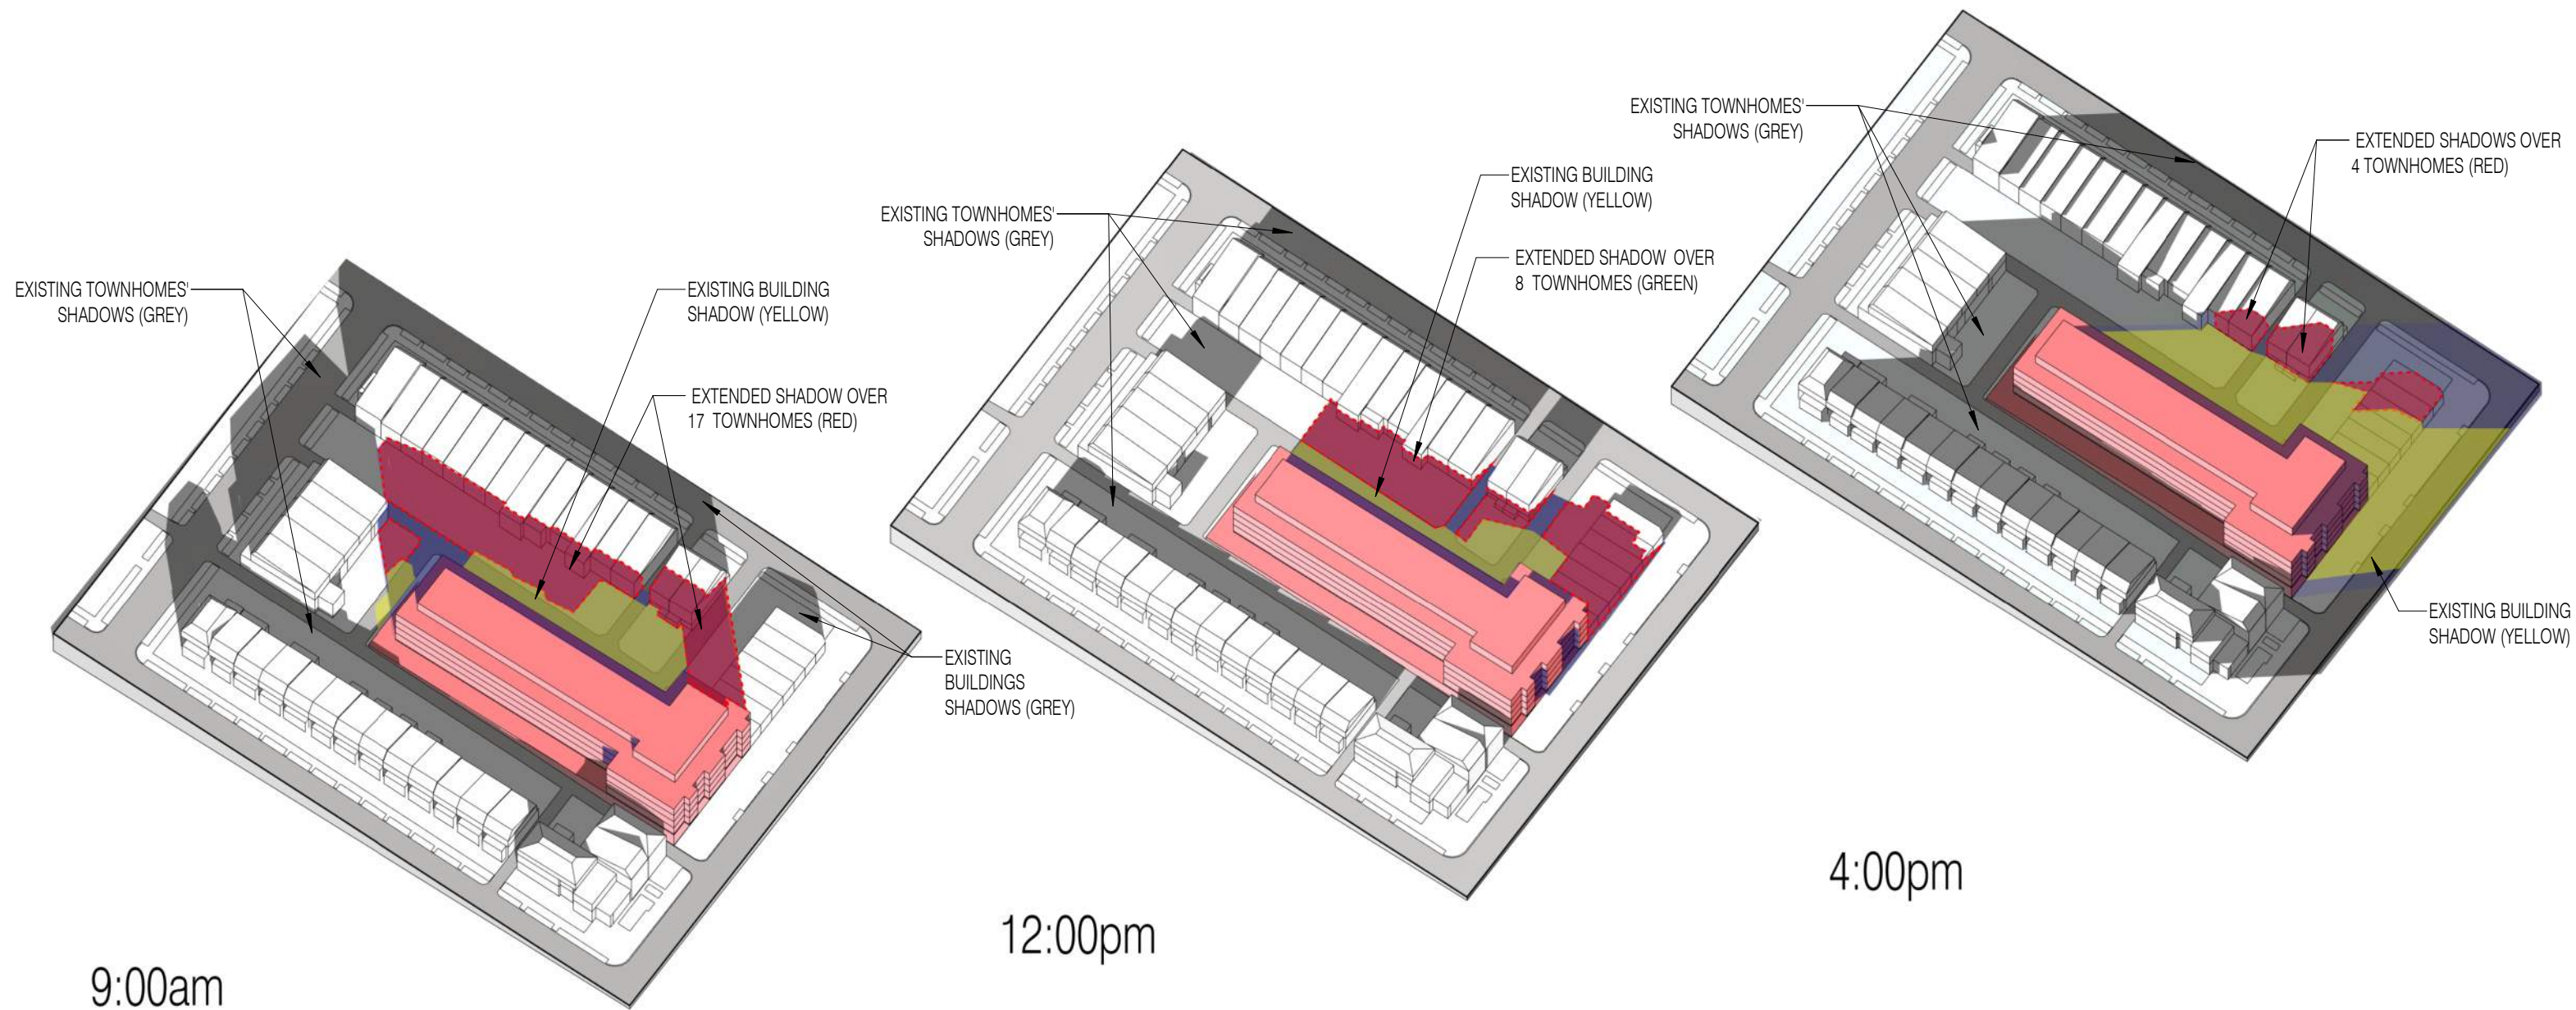 EXISTING TOWNHOMES'
SHADOWS (GREY)
EXISTING BUILDING
SHADOW (YELLOW)
EXTENDED SHADOW OVER
17 TOWNHOMES (RED)
EXISTING
BUILDINGS
SHADOWS (GREY)
9:00am
EXISTING TOWNHOMES'
SHADOWS (GREY)
EXISTING BUILDING
SHADOW (YELLOW)
EXTENDED SHADOW OVER
8 TOWNHOMES (GREEN)
12:00pm
EXISTING TOWNHOMES'
SHADOWS (GREY)
EXTENDED SHADOWS OVER
4 TOWNHOMES (RED)
EXISTING BUILDING
SHADOW (YELLOW)
4:00pm